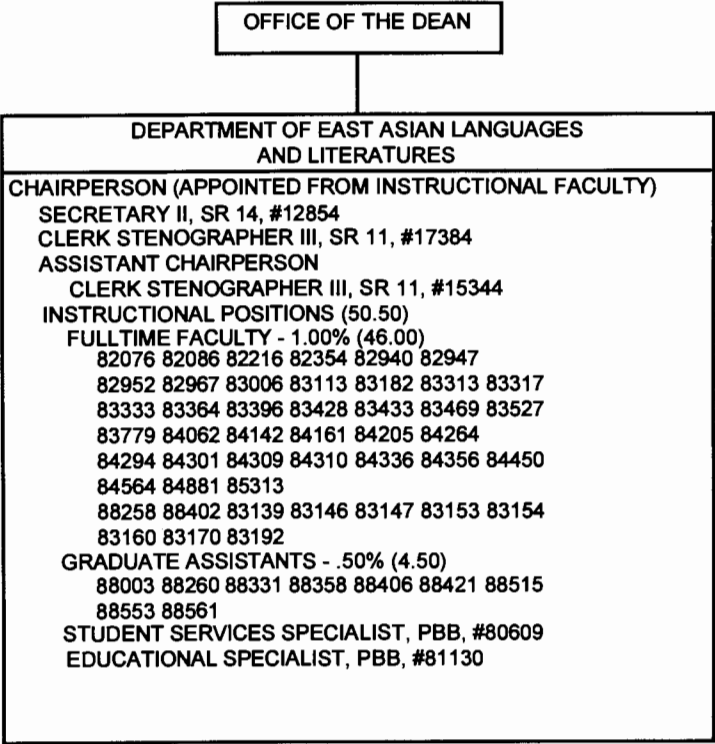 OFFICE OF THE DEAN
DEPARTMENT OF EAST ASIAN LANGUAGES
AND LITERATURES
CHAIRPERSON (APPOINTED FROM INSTRUCTIONAL FACULTY)
SECRETARY II, SR 14, #12854
CLERK STENOGRAPHER III, SR 11, #17384
ASSISTANT CHAIRPERSON
CLERK STENOGRAPHER III, SR 11, #15344
INSTRUCTIONAL POSITIONS (50.50)
FULLTIME FACULTY - 1.00% (46.00)
82076 82086 82216 82354 82940 82947
82952 82967 83006 83113 83182 83313 83317
83333 83364 83396 83428 83433 83469 83527
83779 84062 84142 84161 84205 84264
84294 84301 84309 84310 84336 84356 84450
84564 84881 85313
88258 88402 83139 83146 83147 83153 83154
83160 83170 83192
GRADUATE ASSISTANTS - .50% (4.50)
88003 88260 88331 88358 88406 88421 88515
88553 88561
STUDENT SERVICES SPECIALIST, PBB, #80609
EDUCATIONAL SPECIALIST, PBB, #81130